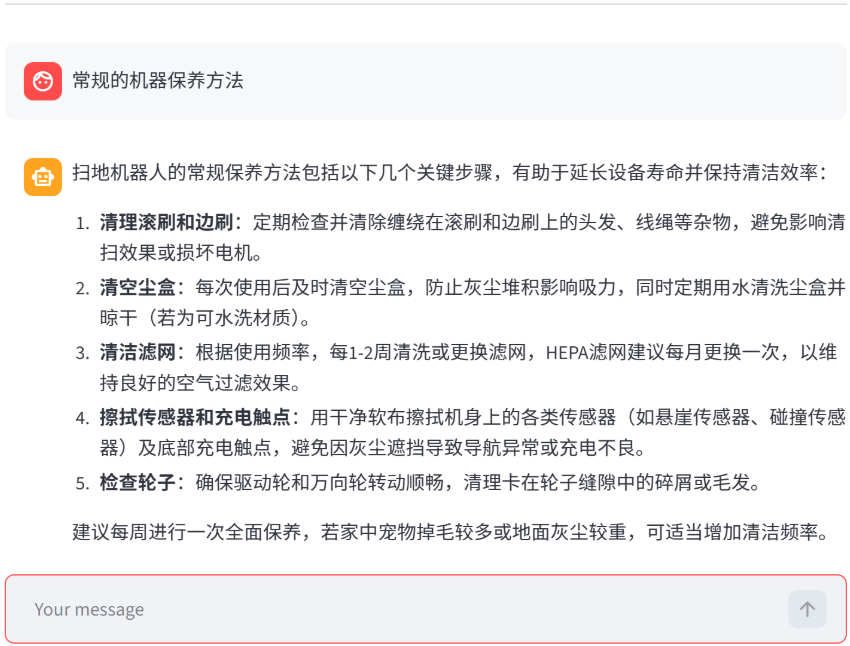 常规的机器保养方法
扫地机器人的常规保养方法包括以下几个关键步骤，有助于延长设备寿命并保持清洁效率：
1. 清理滚刷和边刷：定期检查并清除缠绕在滚刷和边刷上的头发、线绳等杂物，避免影响清
扫效果或损坏电机。
2. 清空尘盒：每次使用后及时清空尘盒，防止灰尘堆积影响吸力，同时定期用水清洗尘盒并
晾干（若为可水洗材质）。
3. 清洁滤网：根据使用频率，每1-2周清洗或更换滤网，HEPA滤网建议每月更换一次，以维
持良好的空气过滤效果。
4. 擦拭传感器和充电触点：用干净软布擦拭机身上的各类传感器（如悬崖传感器、碰撞传感
器）及底部充电触点，避免因灰尘遮挡导致导航异常或充电不良。
5. 检查轮子：确保驱动轮和万向轮转动顺畅，清理卡在轮子缝隙中的碎屑或毛发。
建议每周进行一次全面保养，若家中宠物掉毛较多或地面灰尘较重，可适当增加清洁频率。
Your message